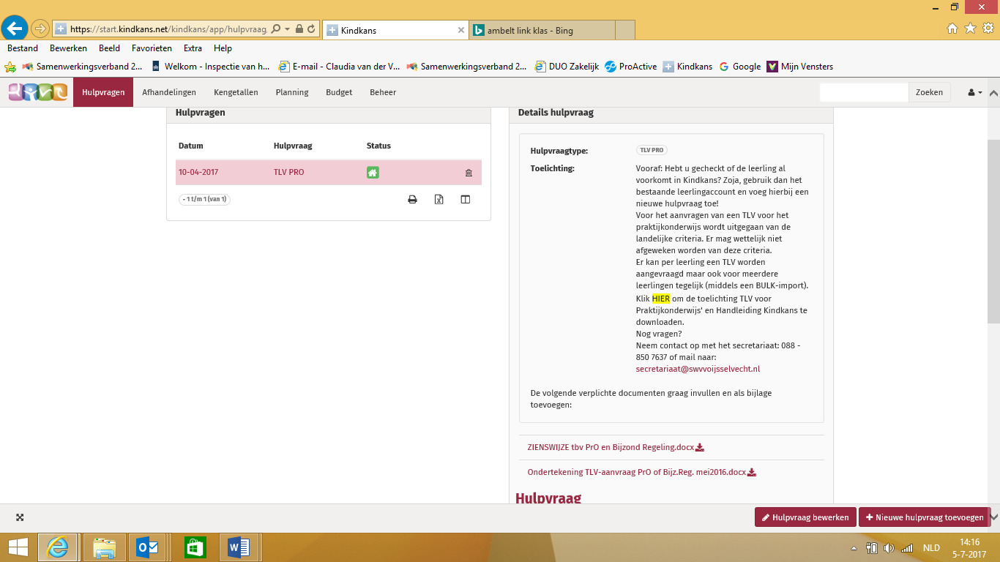 https://start.kindkans.net/kindkans/app/hulpvraag
Kindkans
ambelt link klas - Bing
Bestand Bewerken Beeld Favorieten Extra Help
Samenwerkingsverband 2... Welkom - Inspectie van h... E-mail - Claudia van der V... Samenwerkingsverband 2... DUO Zakelijk ProActive Kindkans Google Mijn Vensters
Hulpvragen Afhandelingen Kengetallen Planning Budget Beheer Zoeken
Hulpvragen
Datum Hulpvraag Status
10-04-2017 TLV PRO
- 1 t/m 1 (van 1)
Details hulpvraag
Hulpvraagtype: TLV PRO
Toelichting: Vooraf: Hebt u gecheckt of de leerling al
voorkomt in Kindkans? Zoja, gebruik dan het
bestaande leerlingaccount en voeg hierbij een
nieuwe hulpvraag toe!
Voor het aanvragen van een TLV voor het
praktijkonderwijs wordt uitgegaan van de
landelijke criteria. Er mag wettelijk niet
afgeweken worden van deze criteria.
Er kan per leerling een TLV worden
aangevraagd maar ook voor meerdere
leerlingen tegelijk (middels een BULK-import).
Klik HIER om de toelichting TLV voor
Praktijkonderwijs' en Handleiding Kindkans te
downloaden.
Nog vragen?
Neem contact op met het secretariaat: 088 -
850 7637 of mail naar:
secretariaat@swvvoijsselvecht.nl
De volgende verplichte documenten graag invullen en als bijlage
toevoegen:
ZIENSWIJZE tbv PrO en Bijzond Regeling.docx
Ondertekening TLV-aanvraag PrO of Bijz.Reg. mei2016.docx
Hulpvraag
Hulpvraag bewerken
Nieuwe hulpvraag toevoegen
NLD
14:16
5-7-2017